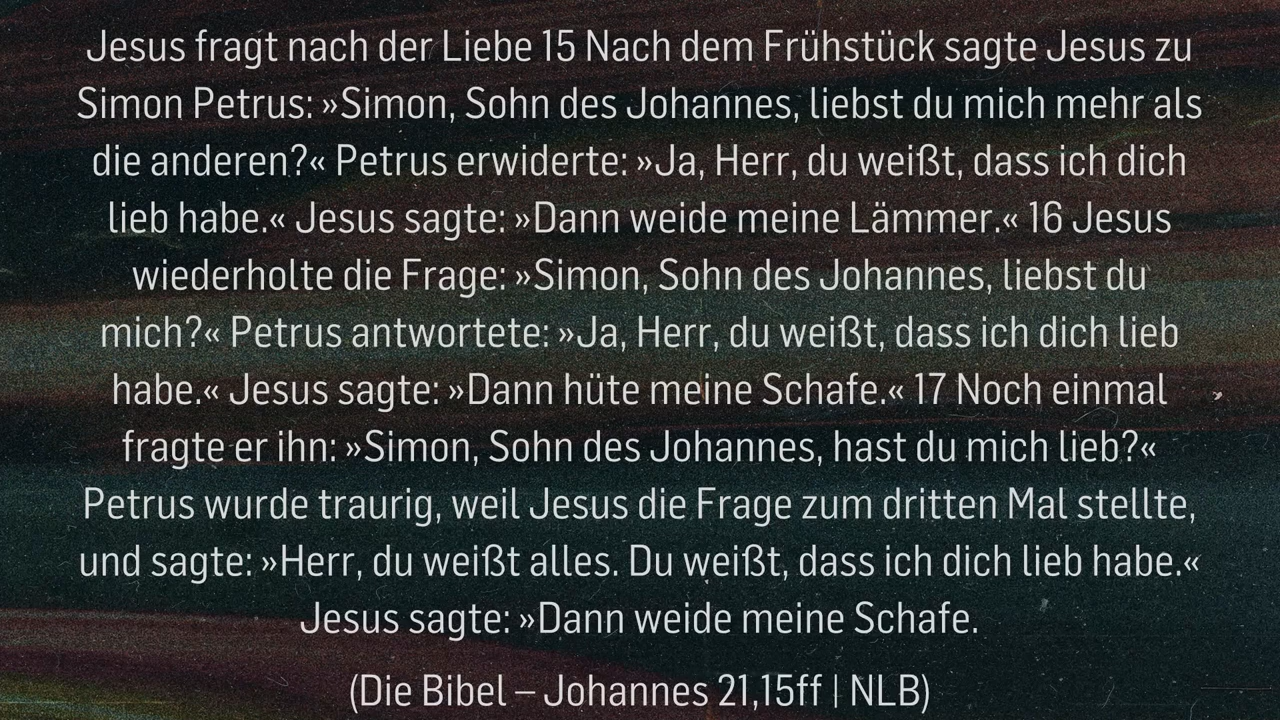 Jesus fragt nach der Liebe 15 Nach dem Frühstück sagte Jesus zu
Simon Petrus: »Simon, Sohn des Johannes, liebst du mich mehr als
die anderen?« Petrus erwiderte: »Ja, Herr, du weißt, dass ich dich
lieb habe.« Jesus sagte: »Dann weide meine Lämmer.« 16 Jesus
wiederholte die Frage: »Simon, Sohn des Johannes, liebst du
mich?« Petrus antwortete: »Ja, Herr, du weißt, dass ich dich lieb
habe.« Jesus sagte: »Dann hüte meine Schafe.« 17 Noch einmal
fragte er ihn: »Simon, Sohn des Johannes, hast du mich lieb?«
Petrus wurde traurig, weil Jesus die Frage zum dritten Mal stellte,
und sagte: »Herr, du weißt alles. Du weißt, dass ich dich lieb habe.«
Jesus sagte: »Dann weide meine Schafe.
(Die Bibel – Johannes 21,15ff | NLB)